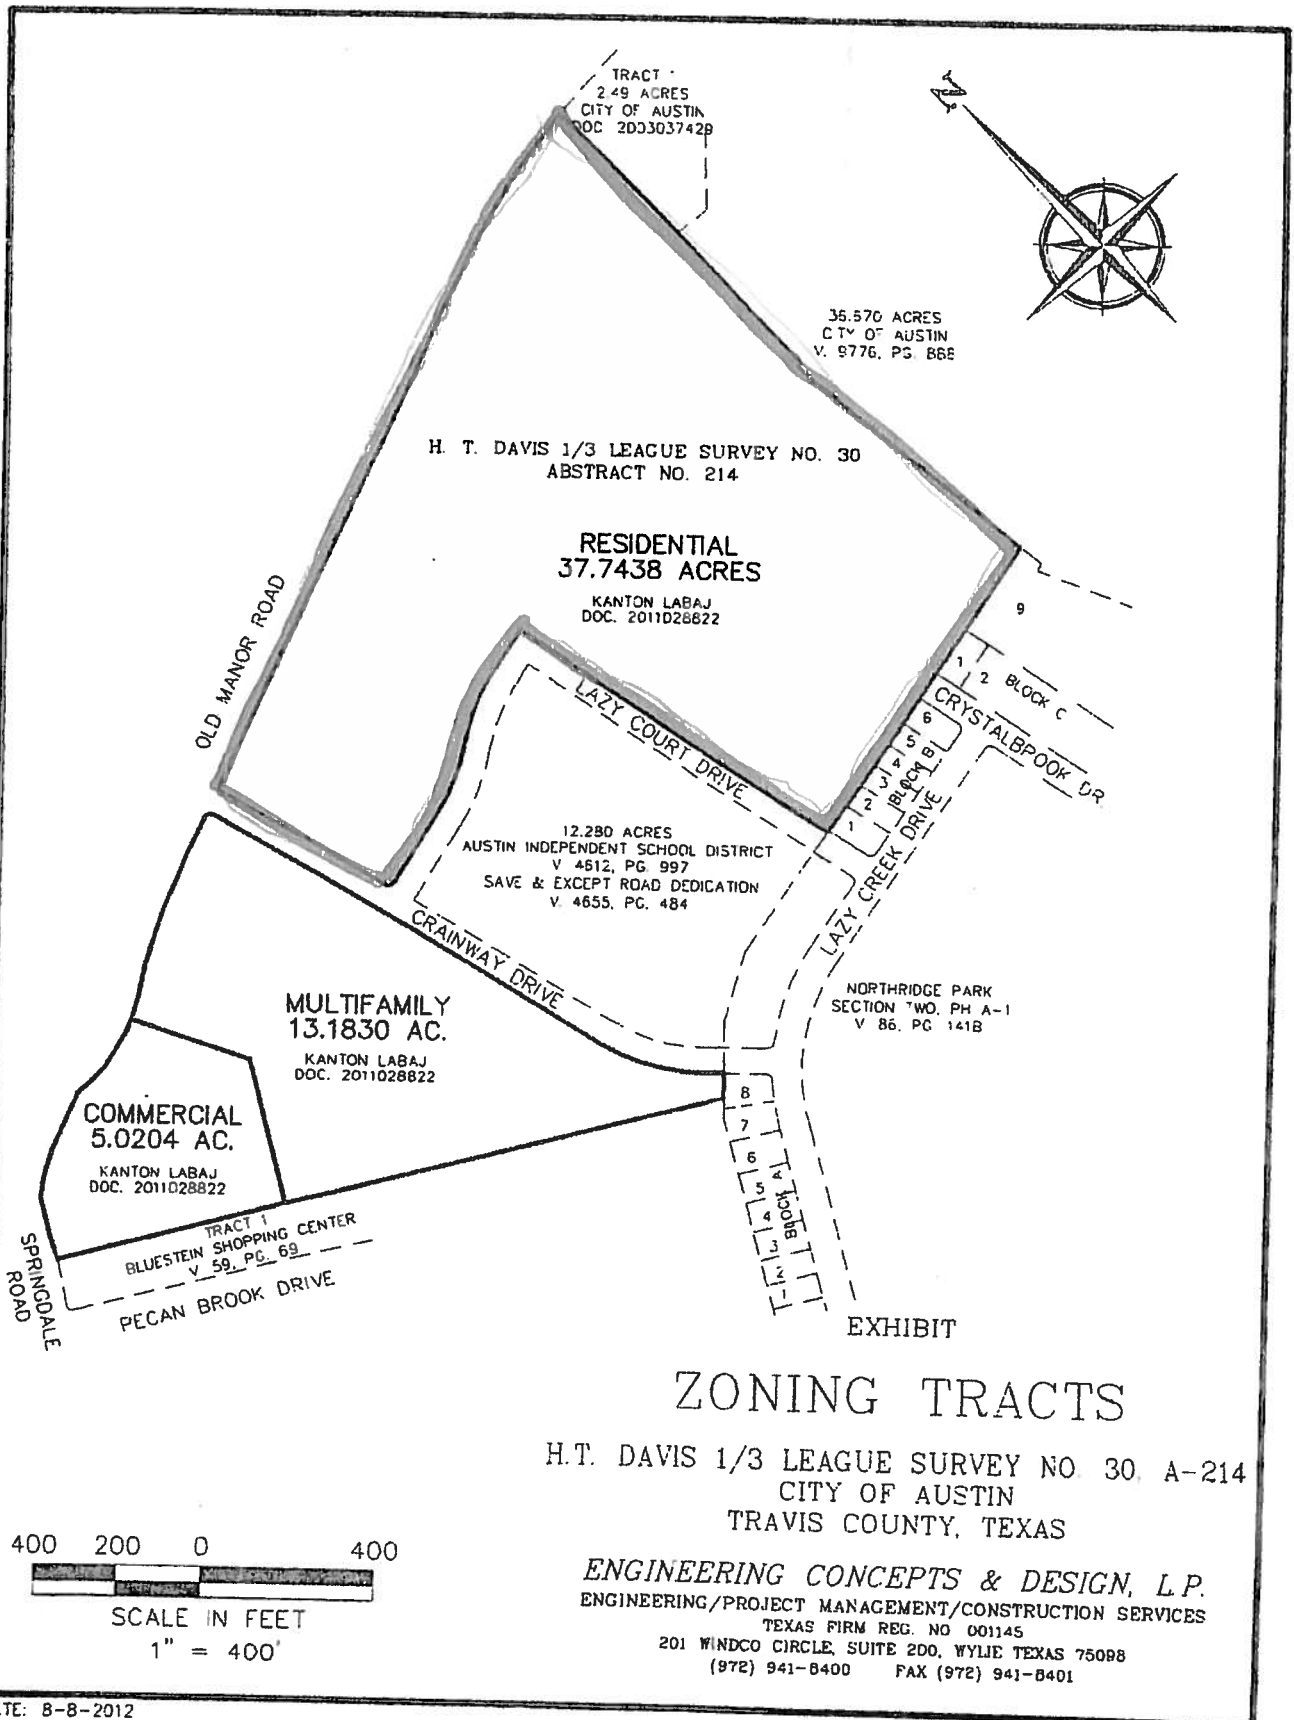 TRACT
2.49 ACRES
CITY OF AUSTIN
DOC 2003037429
N
36.570 ACRES
CITY OF AUSTIN
V. 9776, PG. 888
H. T. DAVIS 1/3 LEAGUE SURVEY NO. 30
ABSTRACT NO. 214
RESIDENTIAL
37.7438 ACRES
KANTON LABAJ
DOC. 2011028822
OLD MANOR ROAD
9
1
2
BLOCK C
LAZY COURT DRIVE
CRYSTALBROOK DR.
6
5
4
3
2
1
BLOCK B
LAZY CREEK DRIVE
12.280 ACRES
AUSTIN INDEPENDENT SCHOOL DISTRICT
V 4612, PG. 997
SAVE & EXCEPT ROAD DEDICATION
V. 4655, PG. 484
CRAINWAY DRIVE
NORTHRIDGE PARK
SECTION TWO, PH A-1
V 86, PG 141B
MULTIFAMILY
13.1830 AC.
KANTON LABAJ
DOC. 2011028822
COMMERCIAL
5.0204 AC.
KANTON LABAJ
DOC. 2011028822
8
7
6
5
4
3
2
1
BLOCK A
TRACT 1
BLUESTEIN SHOPPING CENTER
V 59, PG. 69
SPRINGDALE
ROAD
PECAN BROOK DRIVE
EXHIBIT
ZONING TRACTS
H.T. DAVIS 1/3 LEAGUE SURVEY NO. 30, A-214
CITY OF AUSTIN
TRAVIS COUNTY, TEXAS
400 200 0 400
SCALE IN FEET
1" = 400'
ENGINEERING CONCEPTS & DESIGN, L.P.
ENGINEERING/PROJECT MANAGEMENT/CONSTRUCTION SERVICES
TEXAS FIRM REG. NO 001145
201 WINDCO CIRCLE, SUITE 200, WYLIE TEXAS 75098
(972) 941-8400 FAX (972) 941-8401
TE: 8-8-2012